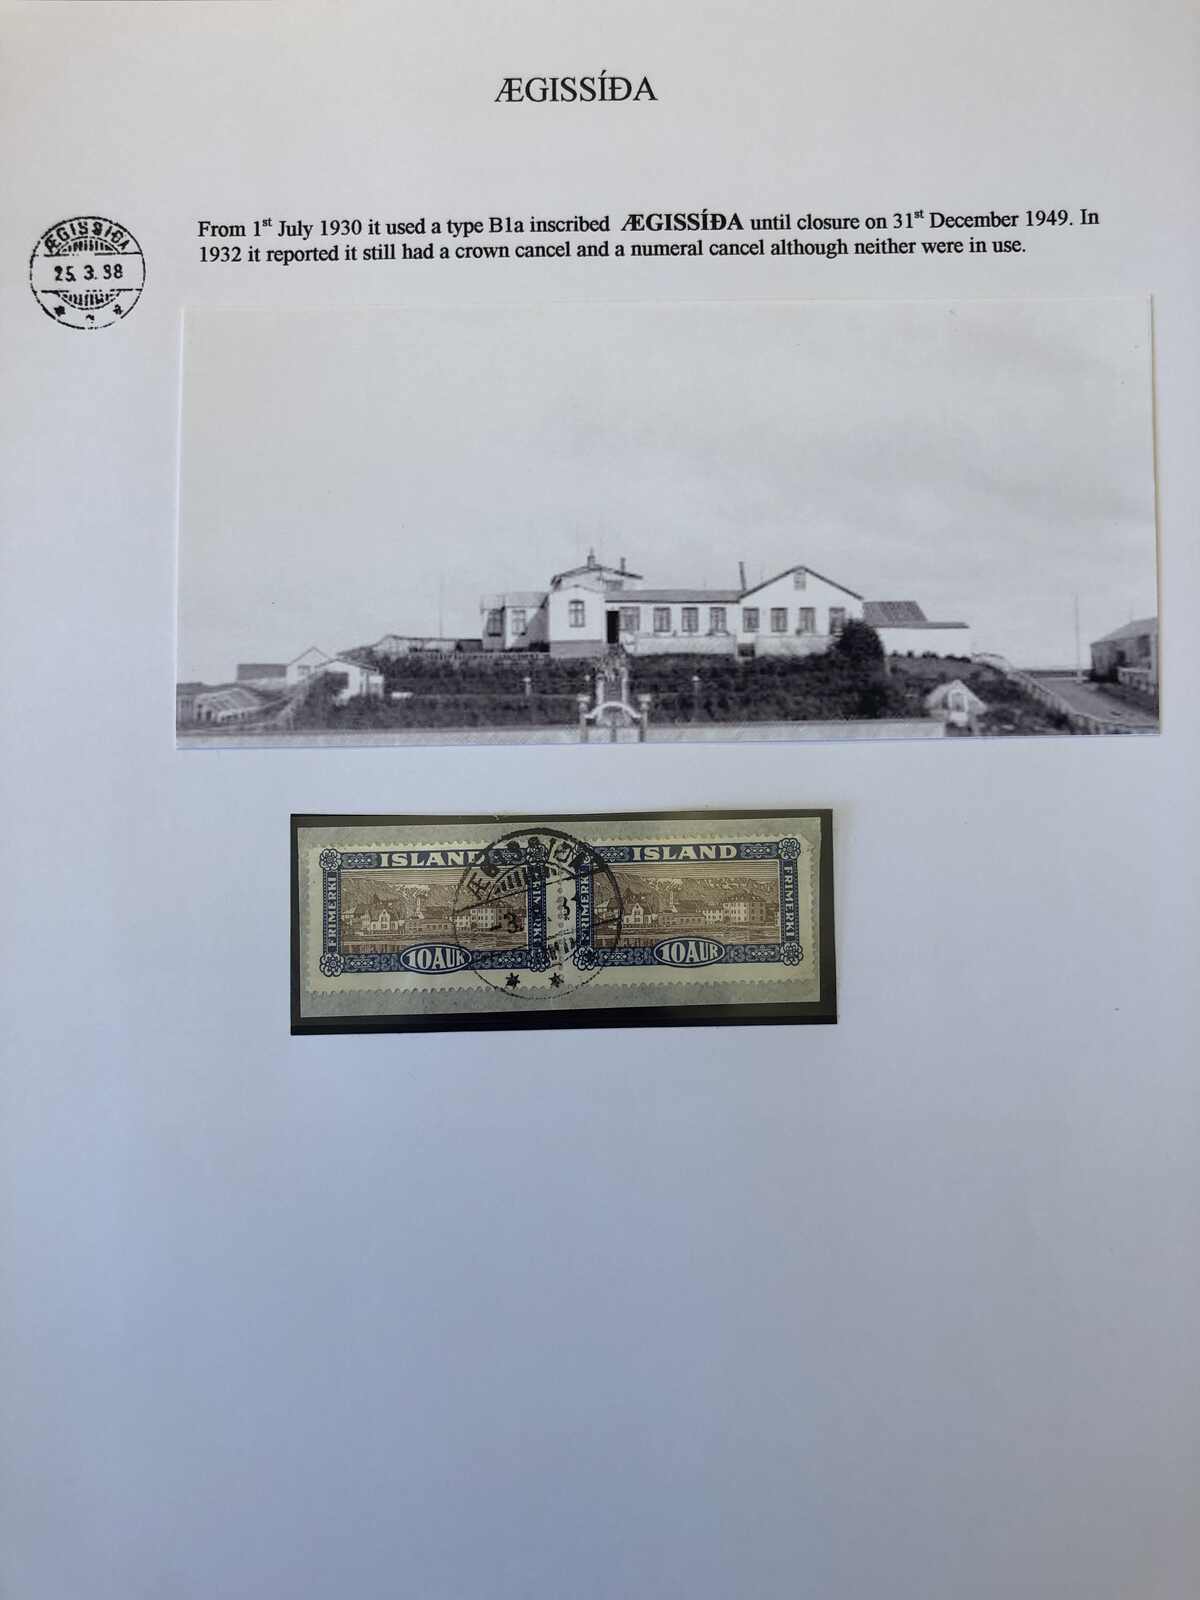 ÆGISSÍÐA
ÆGISSÍÐA
25. 3. 38
From 1st July 1930 it used a type B1a inscribed ÆGISSÍÐA until closure on 31st December 1949. In
1932 it reported it still had a crown cancel and a numeral cancel although neither were in use.
ISLAND
FRIMERKI
10AUR
ISLAND
FRIMERKI
FRIMERKI
10AUR
ÆGISSÍÐA